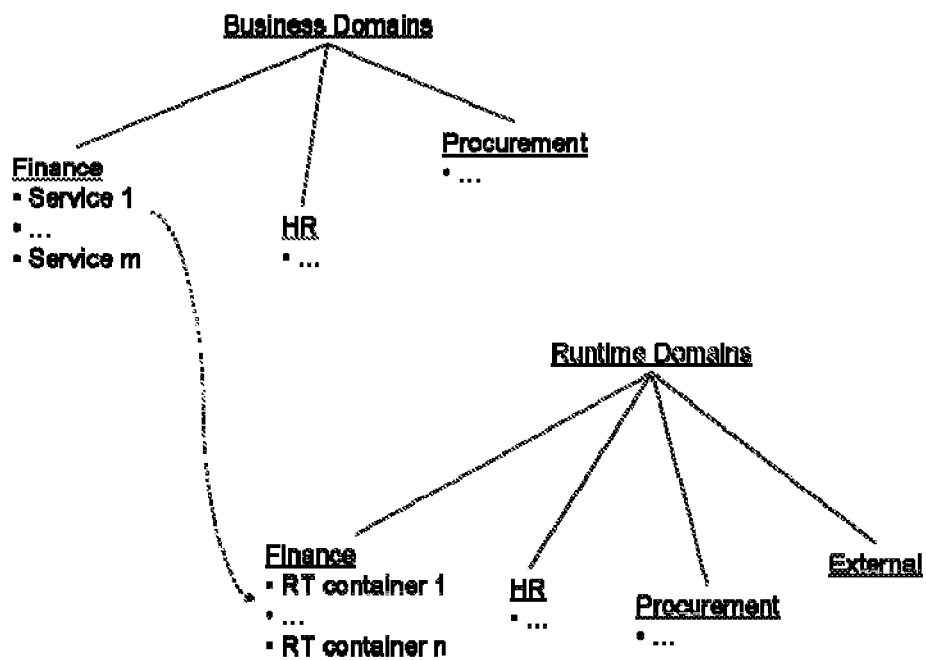 Business Domains
Finance
▪ Service 1
▪ ...
▪ Service m
HR
▪ ...
Procurement
▪ ...
Runtime Domains
Finance
▪ RT container 1
▪ ...
▪ RT container n
HR
▪ ...
Procurement
▪ ...
External